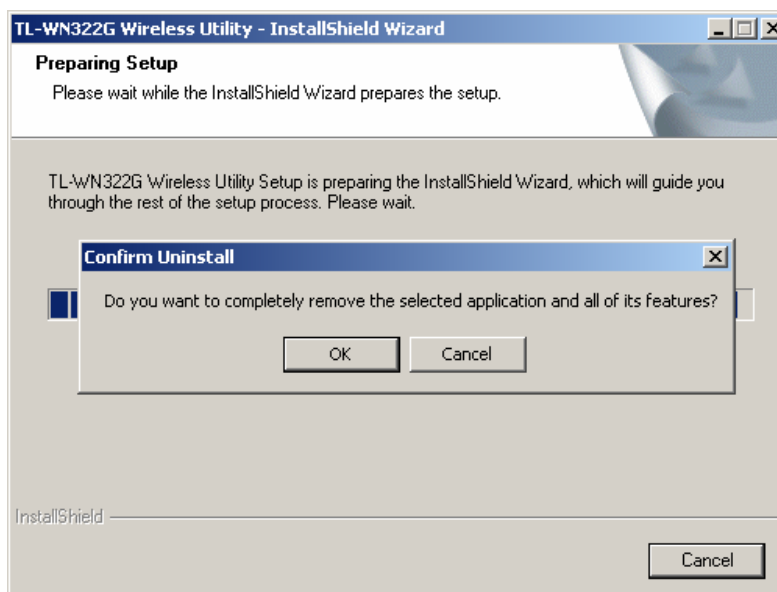 TL-WN322G Wireless Utility - InstallShield Wizard
Preparing Setup
Please wait while the InstallShield Wizard prepares the setup.
TL-WN322G Wireless Utility Setup is preparing the InstallShield Wizard, which will guide you
through the rest of the setup process. Please wait.
Confirm Uninstall
Do you want to completely remove the selected application and all of its features?
OK
Cancel
InstallShield
Cancel